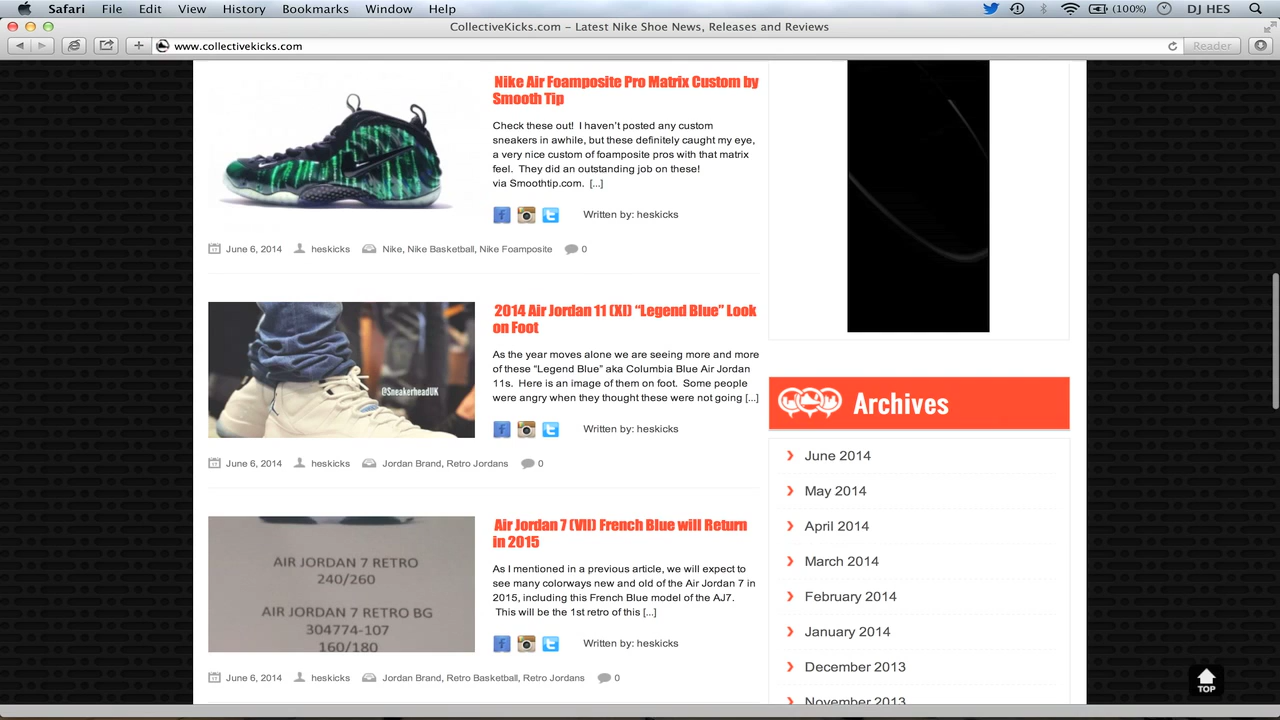 Safari File Edit View History Bookmarks Window Help (100%) DJ HES
CollectiveKicks.com – Latest Nike Shoe News, Releases and Reviews
www.collectivekicks.com Reader
Nike Air Foamposite Pro Matrix Custom by
Smooth Tip
Check these out!  I haven't posted any custom
sneakers in awhile, but these definitely caught my eye,
a very nice custom of foamposite pros with that matrix
feel.  They did an outstanding job on these!
via Smoothtip.com.  [...]
Written by: heskicks
June 6, 2014 heskicks Nike, Nike Basketball, Nike Foamposite 0
2014 Air Jordan 11 (XI) “Legend Blue” Look
on Foot
As the year moves alone we are seeing more and more
of these “Legend Blue” aka Columbia Blue Air Jordan
11s.  Here is an image of them on foot.  Some people
were angry when they thought these were not going [...]
@SneakerheadUK
Written by: heskicks
June 6, 2014 heskicks Jordan Brand, Retro Jordans 0
Air Jordan 7 (VII) French Blue will Return
in 2015
As I mentioned in a previous article, we will expect to
see many colorways new and old of the Air Jordan 7 in
2015, including this French Blue model of the AJ7.
This will be the 1st retro of this [...]
AIR JORDAN 7 RETRO
240/260
AIR JORDAN 7 RETRO BG
304774-107
160/180
Written by: heskicks
June 6, 2014 heskicks Jordan Brand, Retro Basketball, Retro Jordans 0
Archives
June 2014
May 2014
April 2014
March 2014
February 2014
January 2014
December 2013
November 2013
TOP